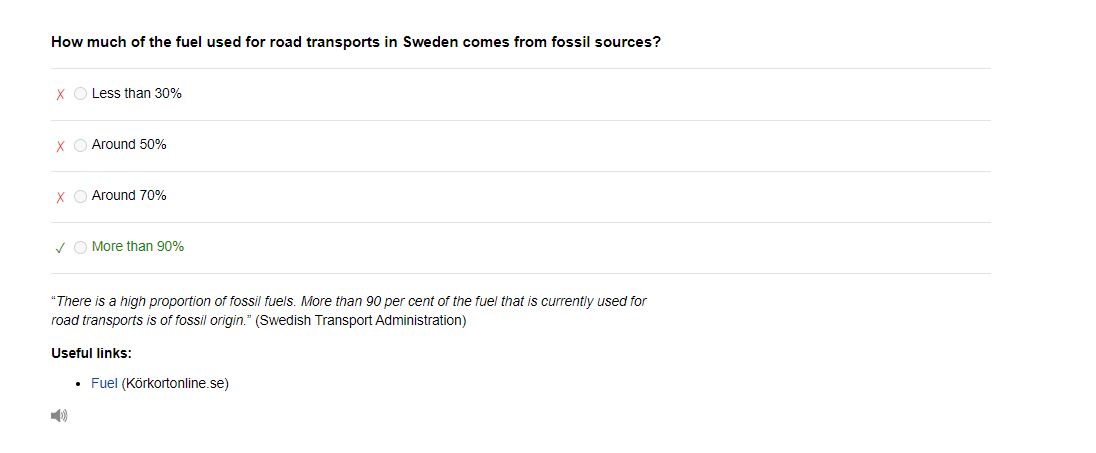 How much of the fuel used for road transports in Sweden comes from fossil sources?
X Less than 30%
X Around 50%
X Around 70%
✓ More than 90%
"There is a high proportion of fossil fuels. More than 90 per cent of the fuel that is currently used for
road transports is of fossil origin." (Swedish Transport Administration)
Useful links:
• Fuel (Körkortonline.se)